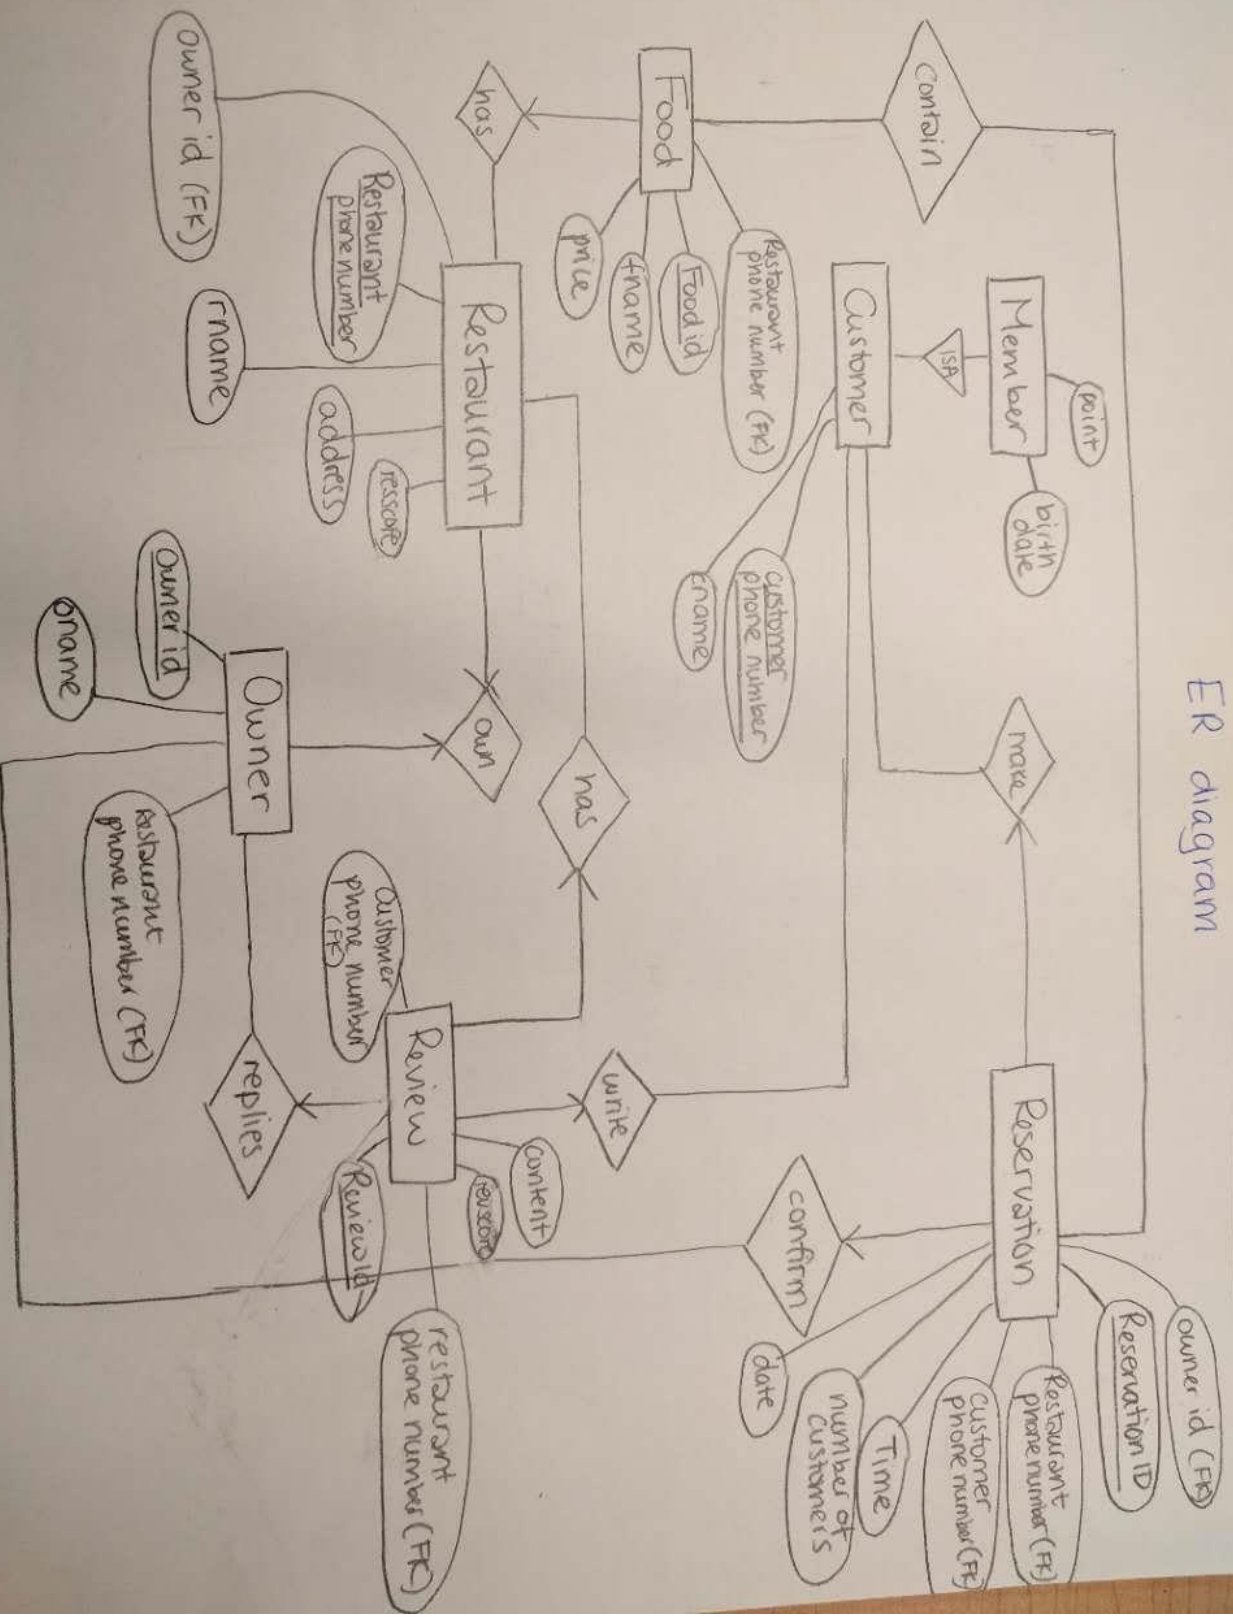 ER diagram
owner id (FK)
Reservation ID
Restaurant
phone number (FK)
customer
phone number (FK)
Time
number of
customers
date
Reservation
make
point
birth
date
Member
ISA
contain
Customer
confirm
customer
phone number
cname
Restaurant
phone number (FK)
Food id
fname
price
Food
write
has
content
revscore
restaurant
phone number (FK)
Review
Review Id
Customer
phone number
(FK)
own
has
Restaurant
resscore
address
Restaurant
phone number
rname
owner id (FK)
replies
Owner
Owner id
oname
Restaurant
phone number (FK)